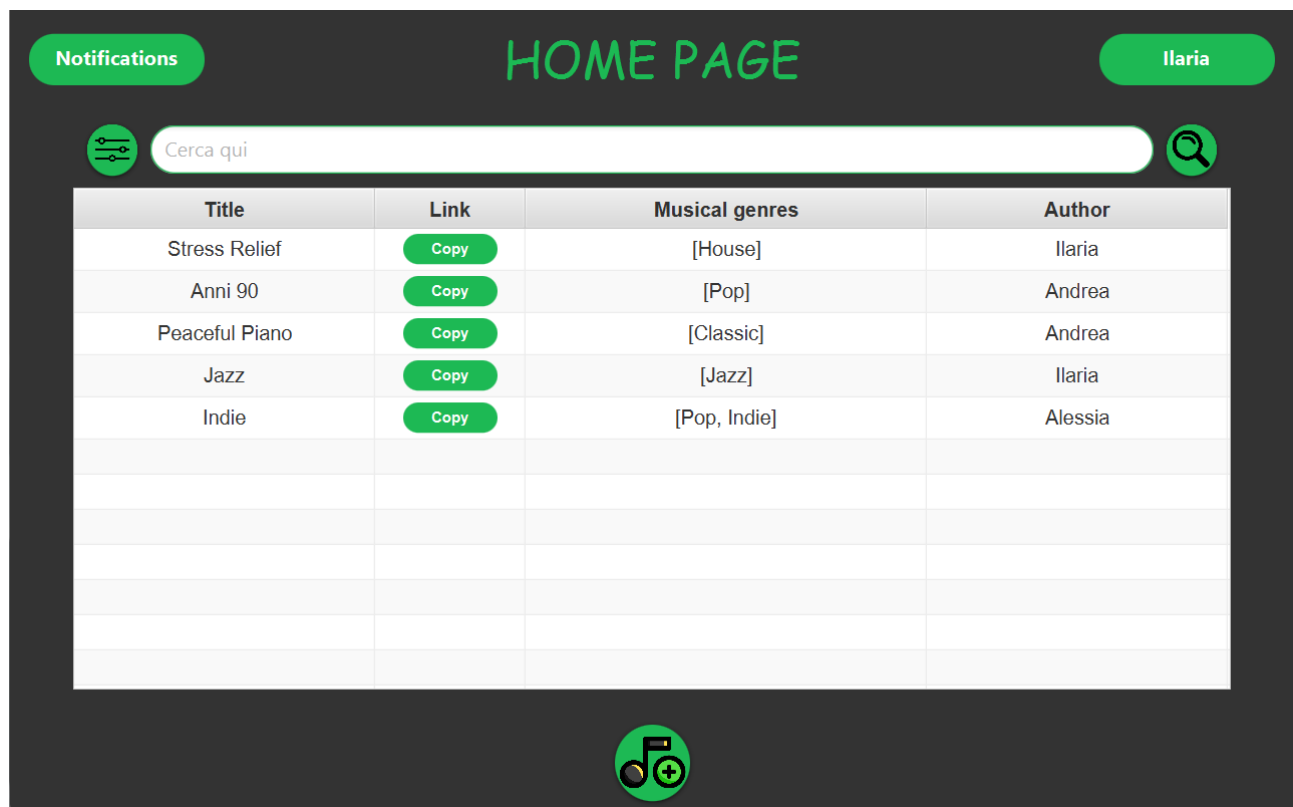 Notifications HOME PAGE Ilaria
Cerca qui
Title Link Musical genres Author
Stress Relief Copy [House] Ilaria
Anni 90 Copy [Pop] Andrea
Peaceful Piano Copy [Classic] Andrea
Jazz Copy [Jazz] Ilaria
Indie Copy [Pop, Indie] Alessia